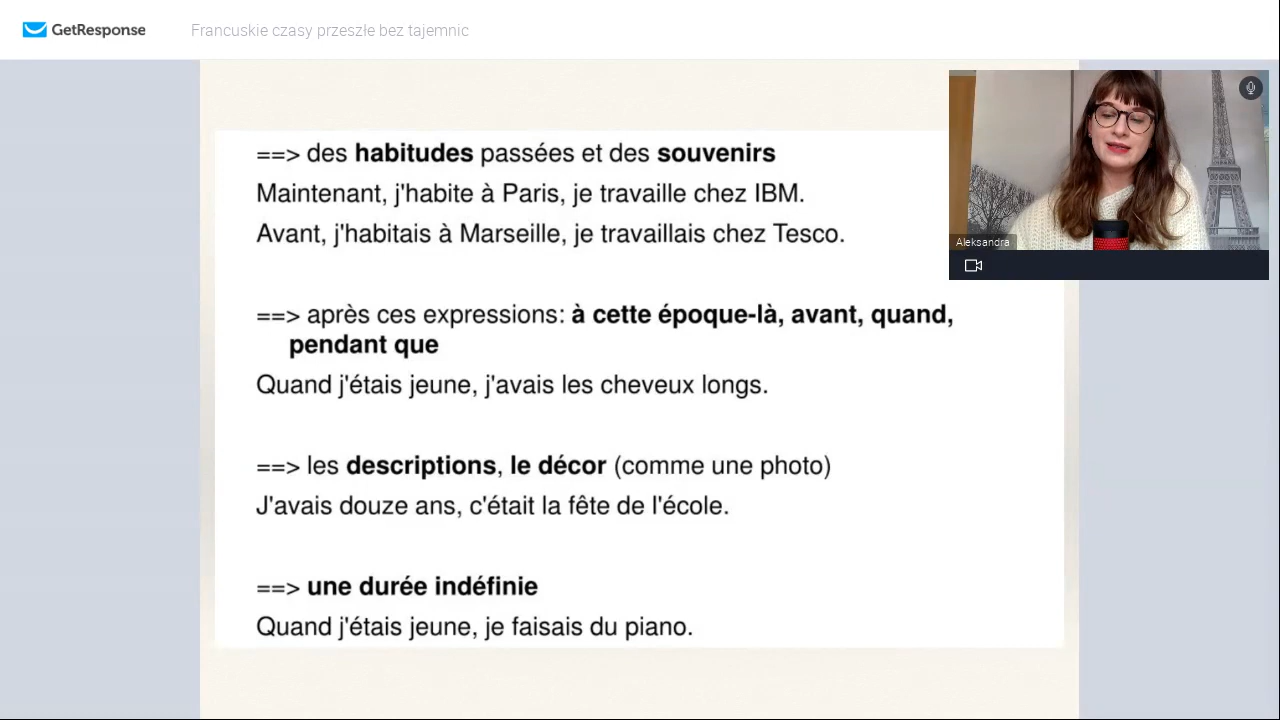 GetResponse
Francuskie czasy przeszłe bez tajemnic
==> des habitudes passées et des souvenirs
Maintenant, j'habite à Paris, je travaille chez IBM.
Avant, j'habitais à Marseille, je travaillais chez Tesco.
==> après ces expressions: à cette époque-là, avant, quand,
pendant que
Quand j'étais jeune, j'avais les cheveux longs.
==> les descriptions, le décor (comme une photo)
J'avais douze ans, c'était la fête de l'école.
==> une durée indéfinie
Quand j'étais jeune, je faisais du piano.
Aleksandra